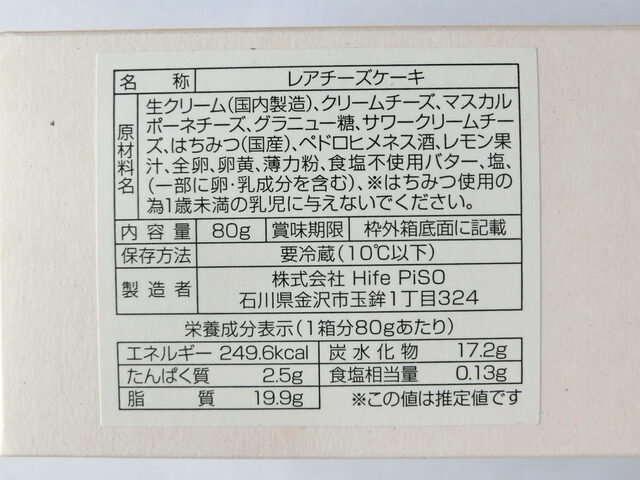 名称 レアチーズケーキ
原材料名 生クリーム(国内製造)、クリームチーズ、マスカル
ポーネチーズ、グラニュー糖、サワークリームチー
ズ、はちみつ(国産)、ペドロヒメネス酒、レモン果
汁、全卵、卵黄、薄力粉、食塩不使用バター、塩、
(一部に卵・乳成分を含む)、※はちみつ使用の
為1歳未満の乳児に与えないでください。
内容量 80g 賞味期限 枠外箱底面に記載
保存方法 要冷蔵(10℃以下)
製造者 株式会社 Hife PiSO
石川県金沢市玉鉾1丁目324
栄養成分表示(1箱分80gあたり)
エネルギー 249.6kcal 炭水化物 17.2g
たんぱく質 2.5g 食塩相当量 0.13g
脂質 19.9g ※この値は推定値です